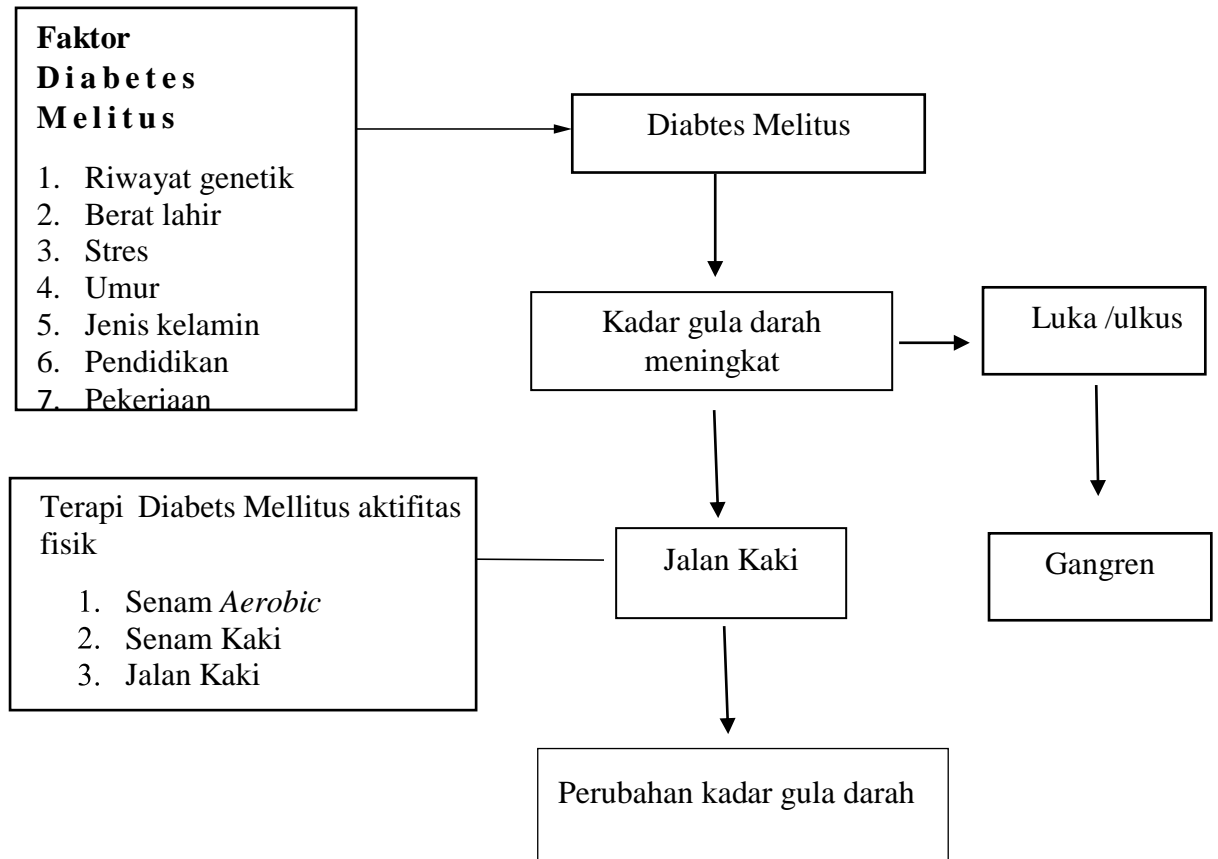 Faktor
Diabetes
Melitus
1. Riwayat genetik
2. Berat lahir
3. Stres
4. Umur
5. Jenis kelamin
6. Pendidikan
7. Pekerjaan
Diabtes Melitus
Kadar gula darah
meningkat
Luka /ulkus
Terapi Diabets Mellitus aktifitas
fisik
1. Senam Aerobic
2. Senam Kaki
3. Jalan Kaki
Jalan Kaki
Gangren
Perubahan kadar gula darah